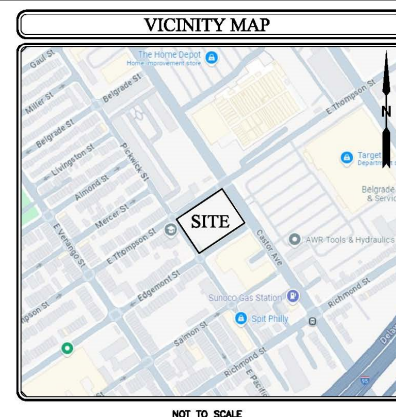 VICINITY MAP
The Home Depot
Home improvement store
Gaul St
Belgrade St
Miller St
E Thompson St
N
Belgrade St
Pickwick St
Livingston St
Target
Almond St
Belgrade
& Servic
Mercer St
SITE
E Thompson St
Castor Ave
AWR Tools & Hydraulics
E Venango St
Edgemont St
Sunoco Gas Station
Richmond St
Spit Philly
Salmon St
Richmond St
NOT TO SCALE